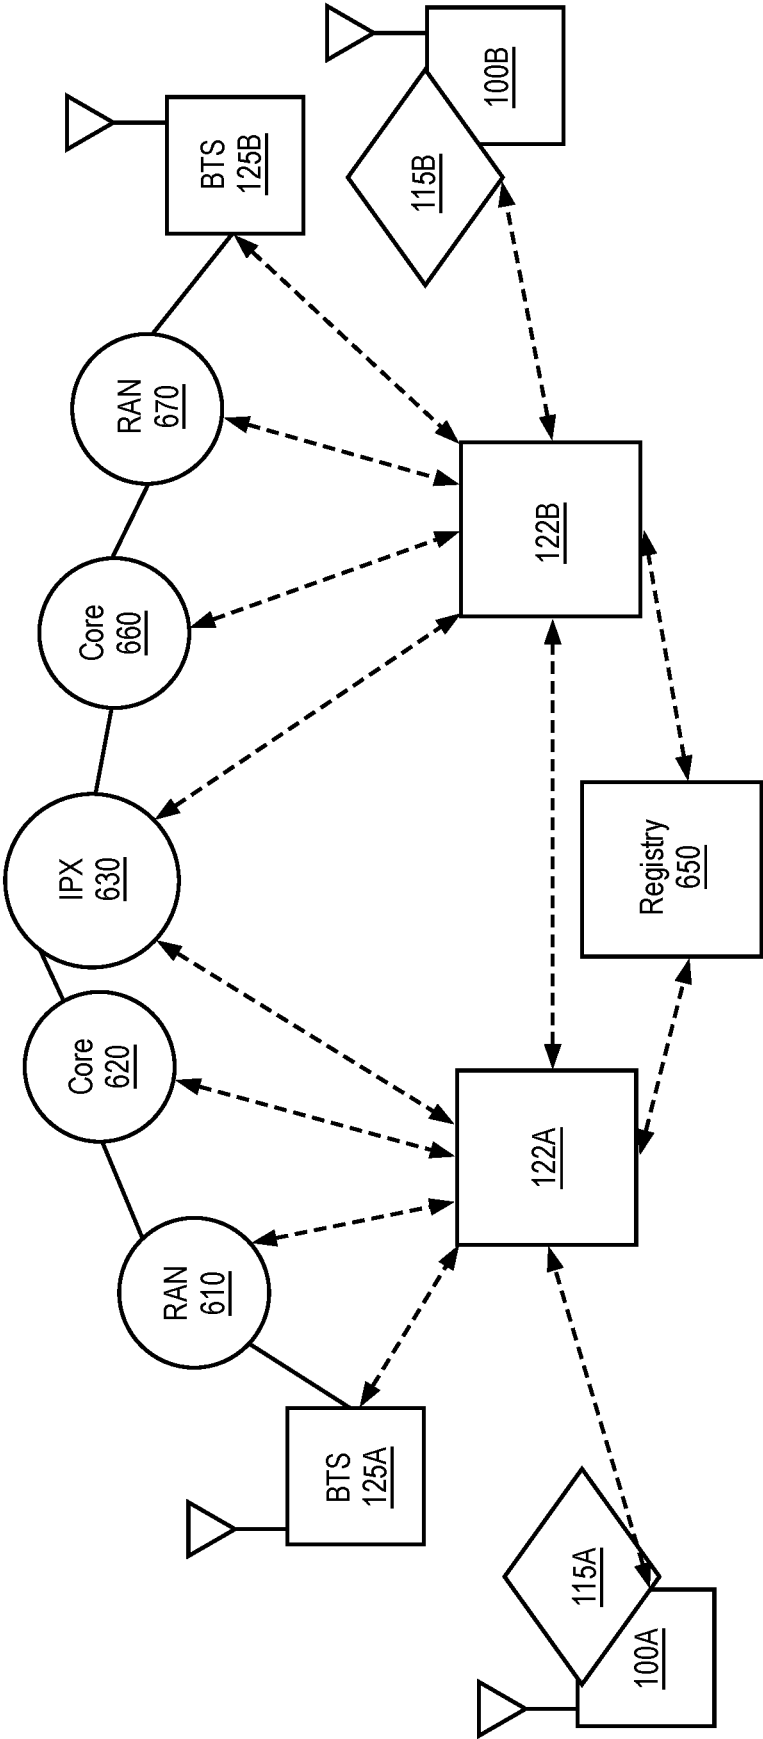 BTS
125A
RAN
610
Core
620
IPX
630
Core
660
RAN
670
BTS
125B
115A
100A
122A
122B
115B
100B
Registry
650